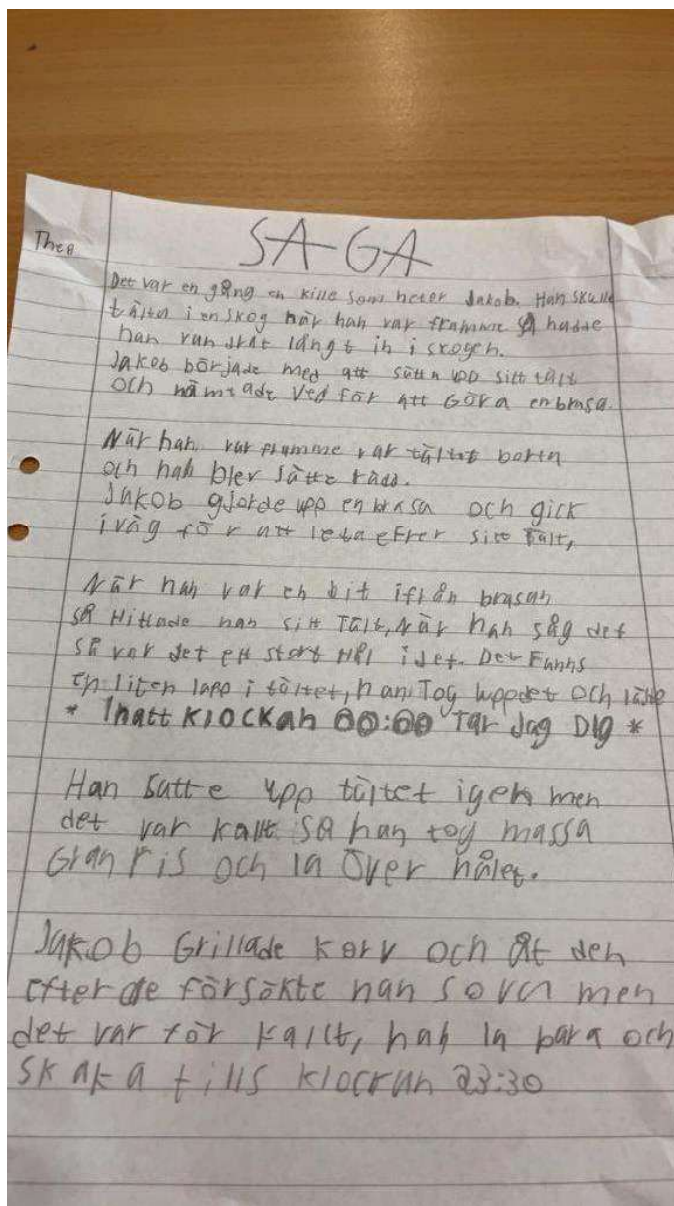 Thea
SAGA
Det var en gång en kille som heter Jakob. Han skulle
tälta i en skog när han var framme så hadde
han vandrat långt in i skogen.
Jakob började med att sätta upp sitt tält
och hämtade ved för att Göra en brasa.
När han var framme var tältet borta
och han blev jätte rädd.
Jakob gjorde upp en brasa och gick
iväg för att leta efter sitt Tält,
När han var en bit ifrån brasan
så Hittade han sitt Tält, När han såg det
så var det ett stort Hål i det. Det Fanns
en liten lapp i tältet, han Tog uppdet och läste
* Inatt Klockan 00:00 Tar Jag Dig *
Han satte upp tältet igen men
det var kallt så han tog massa
Granris och la över hålet.
Jakob Grillade korv och åt den
efter de försökte han sova men
det var för kallt, han la bara och
skaka tills klockan 23:30